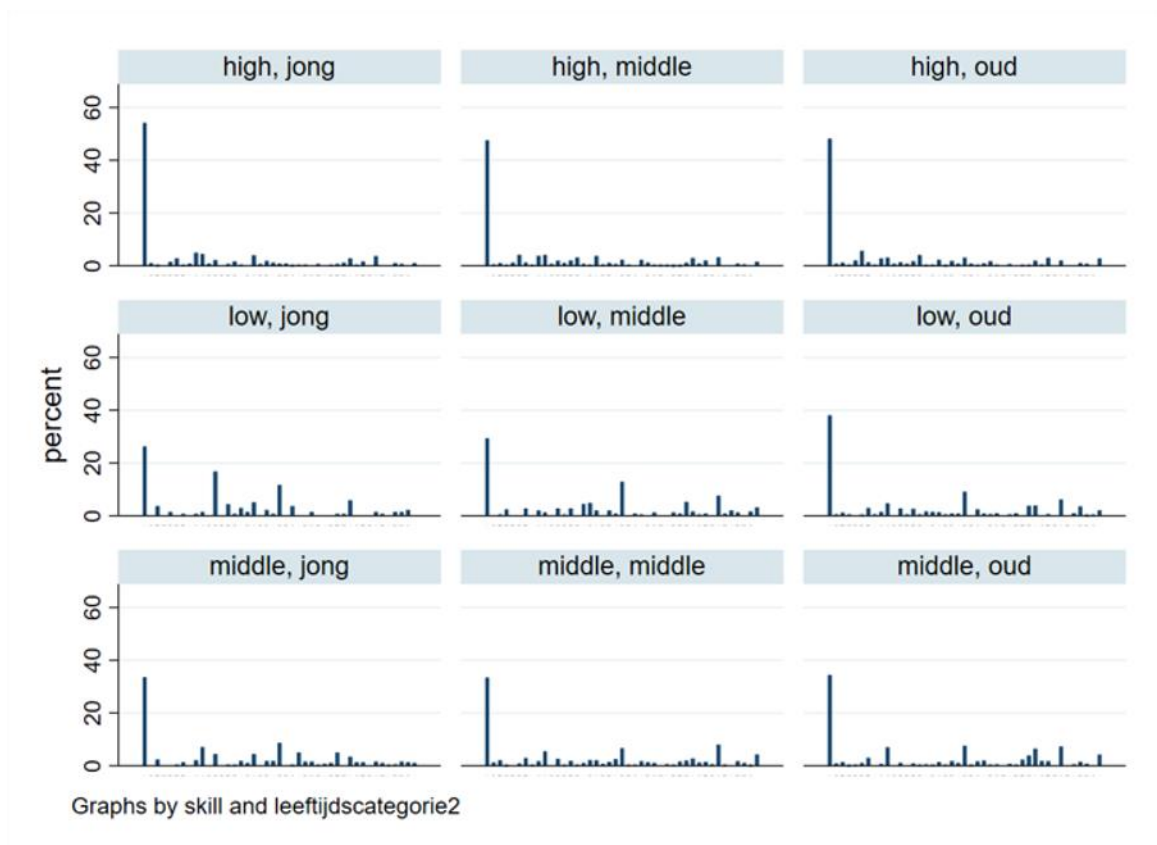 high, jong
high, middle
high, oud
60
40
20
0
low, jong
low, middle
low, oud
60
40
20
0
percent
middle, jong
middle, middle
middle, oud
60
40
20
0
Graphs by skill and leeftijdscategorie2